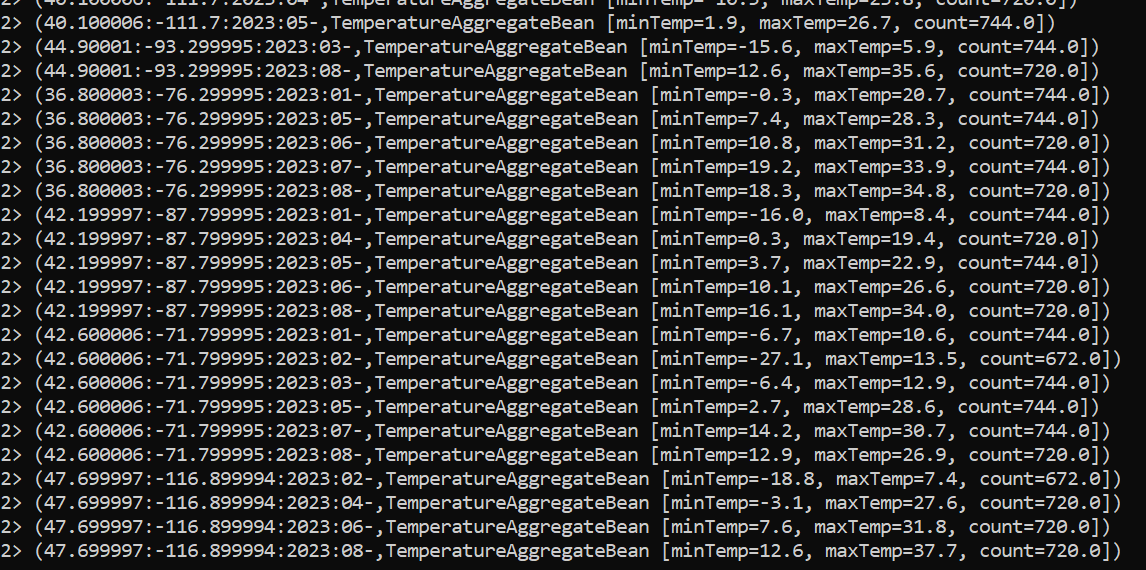 2> (40.100006:-111.7:2023:04-,TemperatureAggregateBean [minTemp=-10.9, maxTemp=25.8, count=720.0])
2> (40.100006:-111.7:2023:05-,TemperatureAggregateBean [minTemp=1.9, maxTemp=26.7, count=744.0])
2> (44.90001:-93.299995:2023:03-,TemperatureAggregateBean [minTemp=-15.6, maxTemp=5.9, count=744.0])
2> (44.90001:-93.299995:2023:08-,TemperatureAggregateBean [minTemp=12.6, maxTemp=35.6, count=720.0])
2> (36.800003:-76.299995:2023:01-,TemperatureAggregateBean [minTemp=-0.3, maxTemp=20.7, count=744.0])
2> (36.800003:-76.299995:2023:05-,TemperatureAggregateBean [minTemp=7.4, maxTemp=28.3, count=744.0])
2> (36.800003:-76.299995:2023:06-,TemperatureAggregateBean [minTemp=10.8, maxTemp=31.2, count=720.0])
2> (36.800003:-76.299995:2023:07-,TemperatureAggregateBean [minTemp=19.2, maxTemp=33.9, count=744.0])
2> (36.800003:-76.299995:2023:08-,TemperatureAggregateBean [minTemp=18.3, maxTemp=34.8, count=720.0])
2> (42.199997:-87.799995:2023:01-,TemperatureAggregateBean [minTemp=-16.0, maxTemp=8.4, count=744.0])
2> (42.199997:-87.799995:2023:04-,TemperatureAggregateBean [minTemp=0.3, maxTemp=19.4, count=720.0])
2> (42.199997:-87.799995:2023:05-,TemperatureAggregateBean [minTemp=3.7, maxTemp=22.9, count=744.0])
2> (42.199997:-87.799995:2023:06-,TemperatureAggregateBean [minTemp=10.1, maxTemp=26.6, count=720.0])
2> (42.199997:-87.799995:2023:08-,TemperatureAggregateBean [minTemp=16.1, maxTemp=34.0, count=720.0])
2> (42.600006:-71.799995:2023:01-,TemperatureAggregateBean [minTemp=-6.7, maxTemp=10.6, count=744.0])
2> (42.600006:-71.799995:2023:02-,TemperatureAggregateBean [minTemp=-27.1, maxTemp=13.5, count=672.0])
2> (42.600006:-71.799995:2023:03-,TemperatureAggregateBean [minTemp=-6.4, maxTemp=12.9, count=744.0])
2> (42.600006:-71.799995:2023:05-,TemperatureAggregateBean [minTemp=2.7, maxTemp=28.6, count=744.0])
2> (42.600006:-71.799995:2023:07-,TemperatureAggregateBean [minTemp=14.2, maxTemp=30.7, count=744.0])
2> (42.600006:-71.799995:2023:08-,TemperatureAggregateBean [minTemp=12.9, maxTemp=26.9, count=720.0])
2> (47.699997:-116.899994:2023:02-,TemperatureAggregateBean [minTemp=-18.8, maxTemp=7.4, count=672.0])
2> (47.699997:-116.899994:2023:04-,TemperatureAggregateBean [minTemp=-3.1, maxTemp=27.6, count=720.0])
2> (47.699997:-116.899994:2023:06-,TemperatureAggregateBean [minTemp=7.6, maxTemp=31.8, count=720.0])
2> (47.699997:-116.899994:2023:08-,TemperatureAggregateBean [minTemp=12.6, maxTemp=37.7, count=720.0])